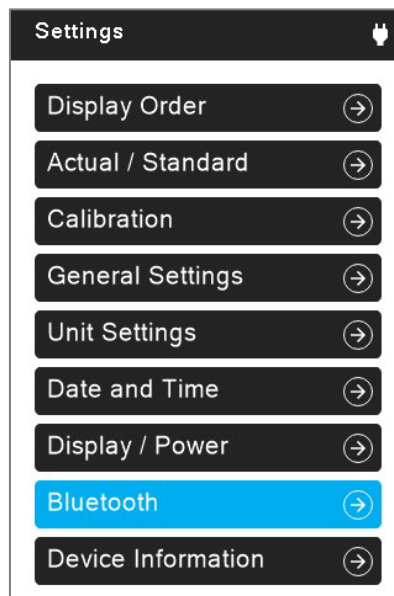 Settings
Display Order
Actual / Standard
Calibration
General Settings
Unit Settings
Date and Time
Display / Power
Bluetooth
Device Information